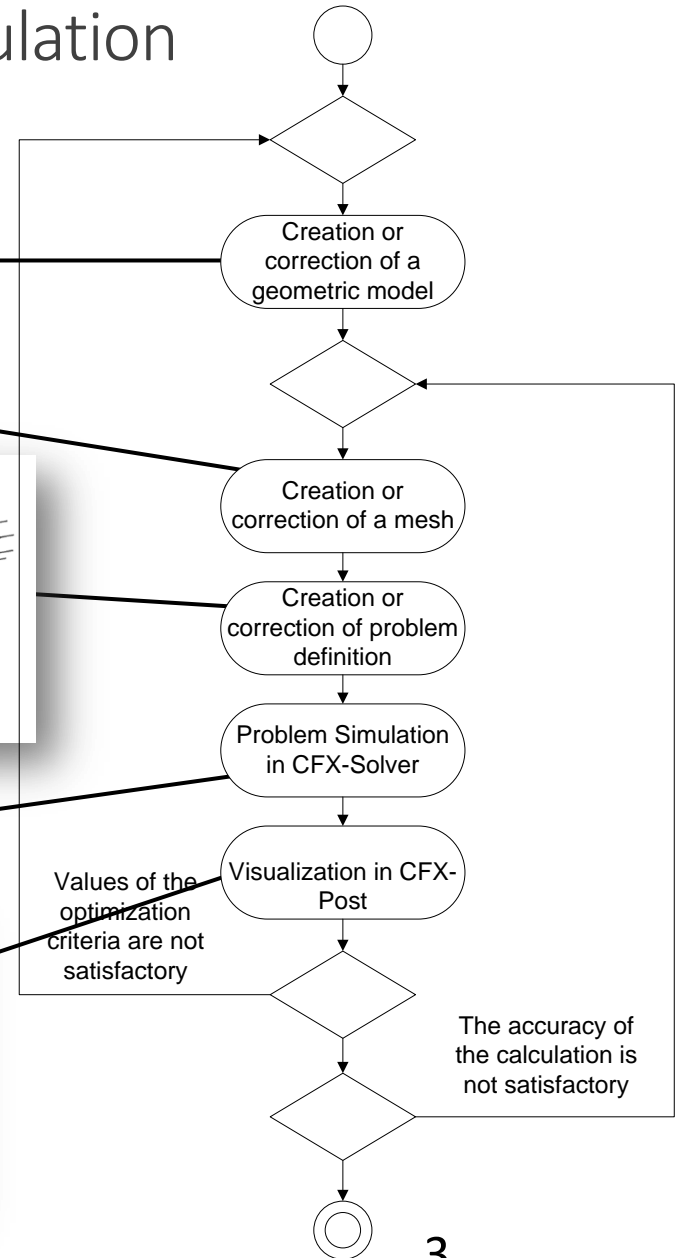 ulation
Creation or
correction of a
geometric model
Creation or
correction of a mesh
Creation or
correction of problem
definition
Problem Simulation
in CFX-Solver
Visualization in CFX-
Post
Values of the
optimization
criteria are not
satisfactory
The accuracy of
the calculation is
not satisfactory
3